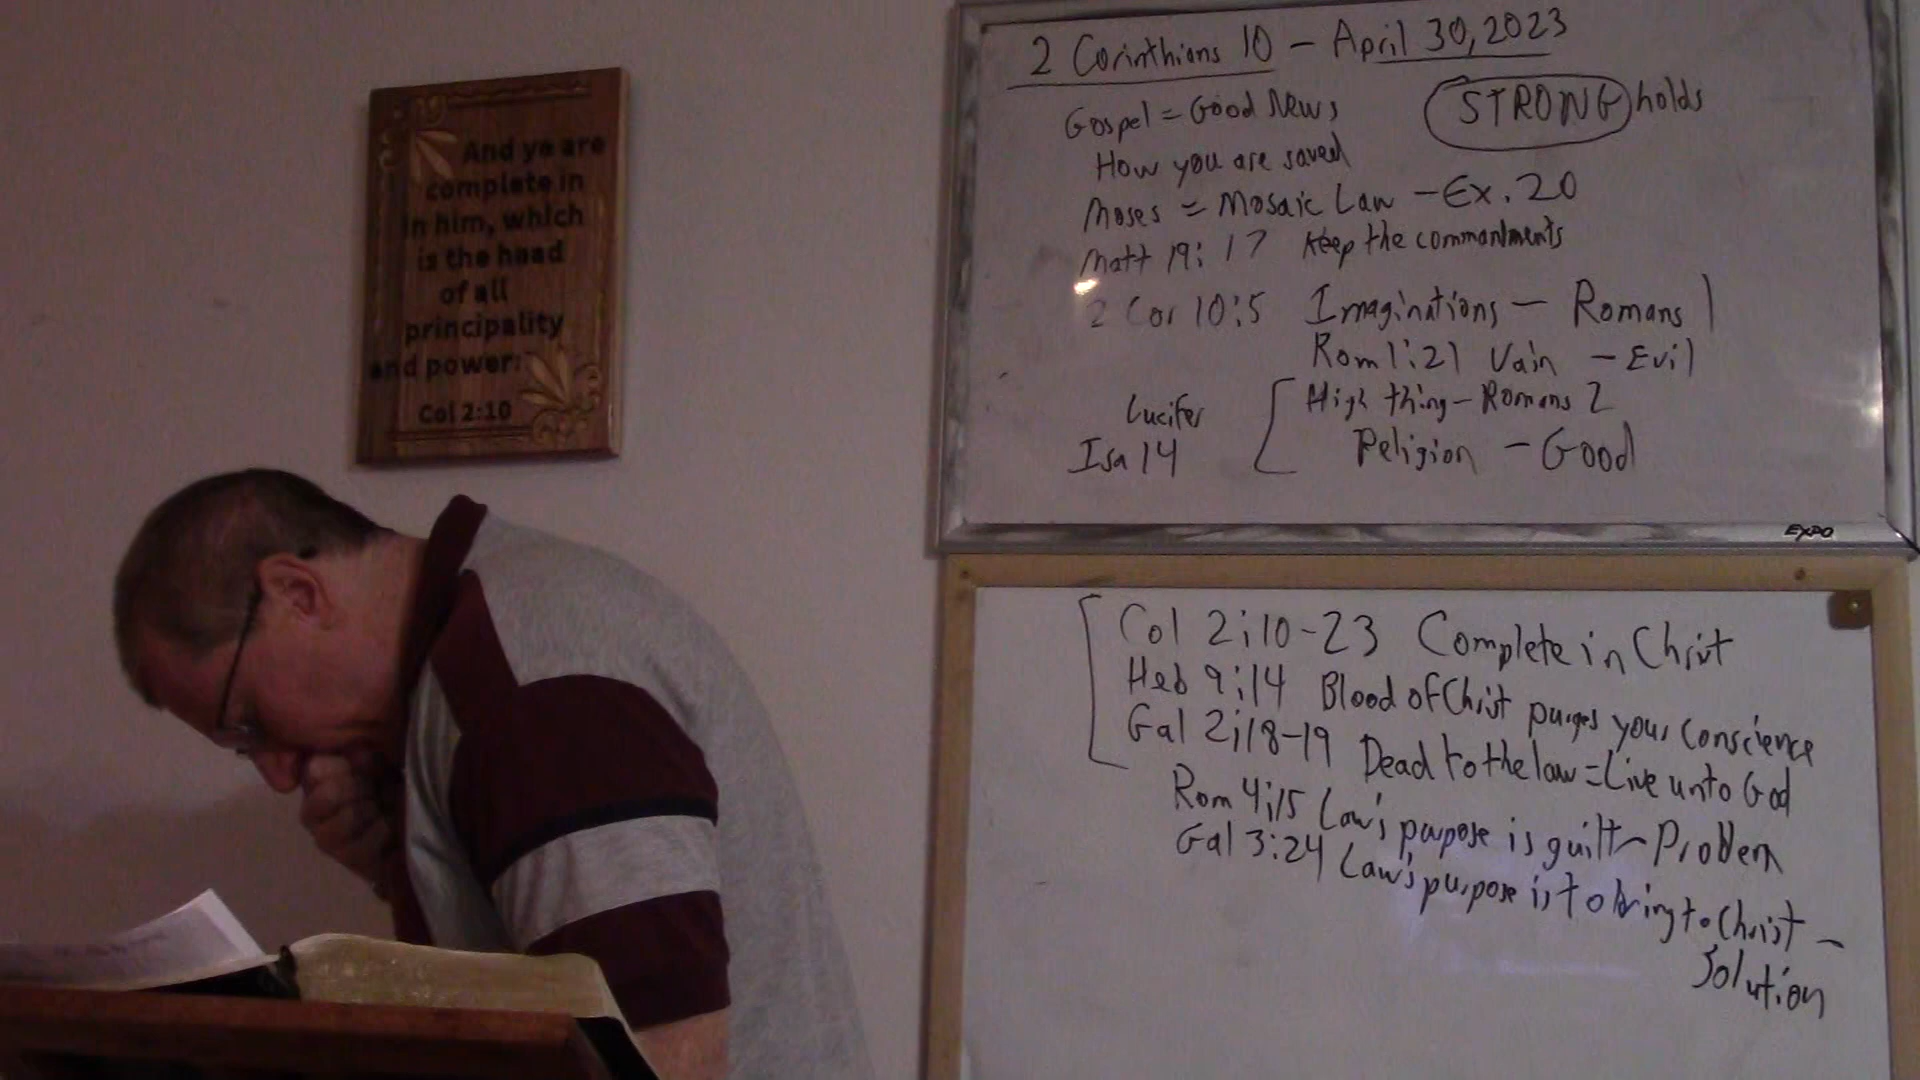 And ye are
complete in
in him, which
is the head
of all
principality
and power:
Col 2:10
2 Corinthians 10 - April 30, 2023
Gospel = Good News
STRONG holds
How you are saved
Moses = Mosaic Law - Ex. 20
Matt 19:17 Keep the commandments
2 Cor 10:5 Imaginations - Romans 1
Rom 1:21 Vain - Evil
Lucifer
Isa 14
High thing - Romans 2
Religion - Good
EXPO
Col 2:10-23 Complete in Christ
Heb 9:14 Blood of Christ purges your conscience
Gal 2:18-19 Dead to the law = Live unto God
Rom 4:15 Law's purpose is guilt - Problem
Gal 3:24 Law's purpose is to bring to Christ -
Solution